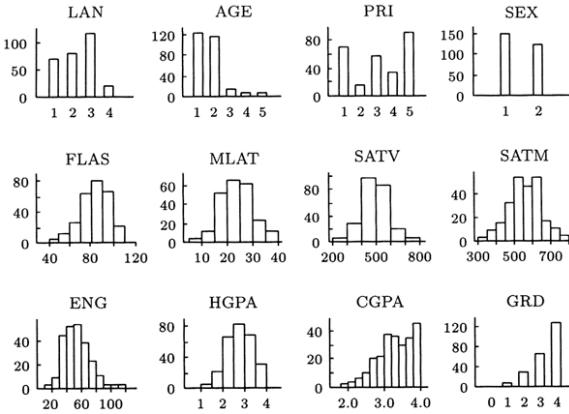 LAN AGE PRI SEX
100 50 0
1 2 3 4
120 80 40 0
1 2 3 4 5
80 40 0
1 2 3 4 5
150 100 50 0
1 2
FLAS MLAT SATV SATM
80 40 0
40 80 120
60 40 20 0
10 20 30 40
80 40 0
200 500 800
40 20 0
300 500 700
ENG HGPA CGPA GRD
40 20 0
20 60 100
80 40 0
1 2 3 4
40 20 0
2.0 3.0 4.0
120 80 40 0
0 1 2 3 4